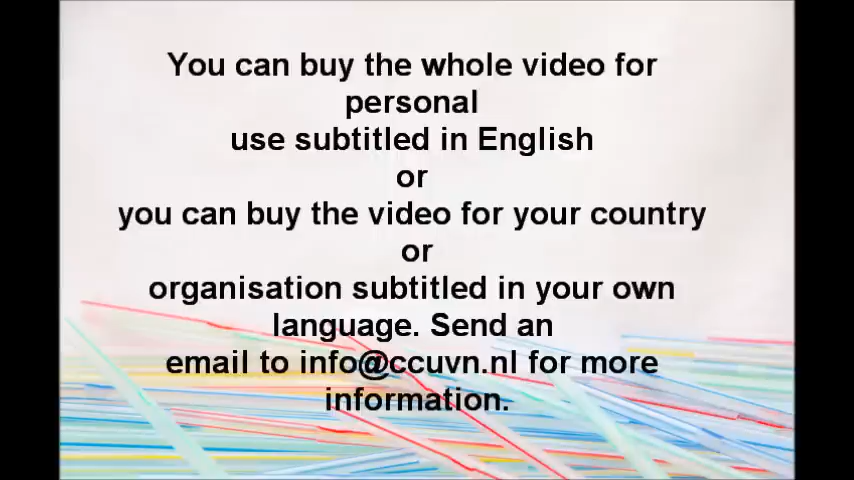 You can buy the whole video for
personal
use subtitled in English
or
you can buy the video for your country
or
organisation subtitled in your own
language. Send an
email to info@ccuvn.nl for more
information.